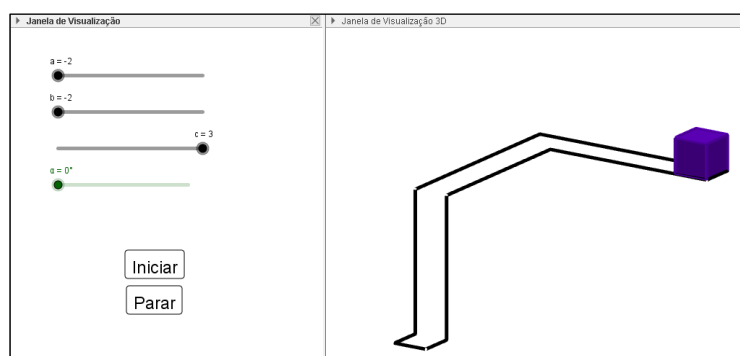 Janela de Visualização
Janela de Visualização 3D
a = -2
b = -2
c = 3
α = 0°
Iniciar
Parar